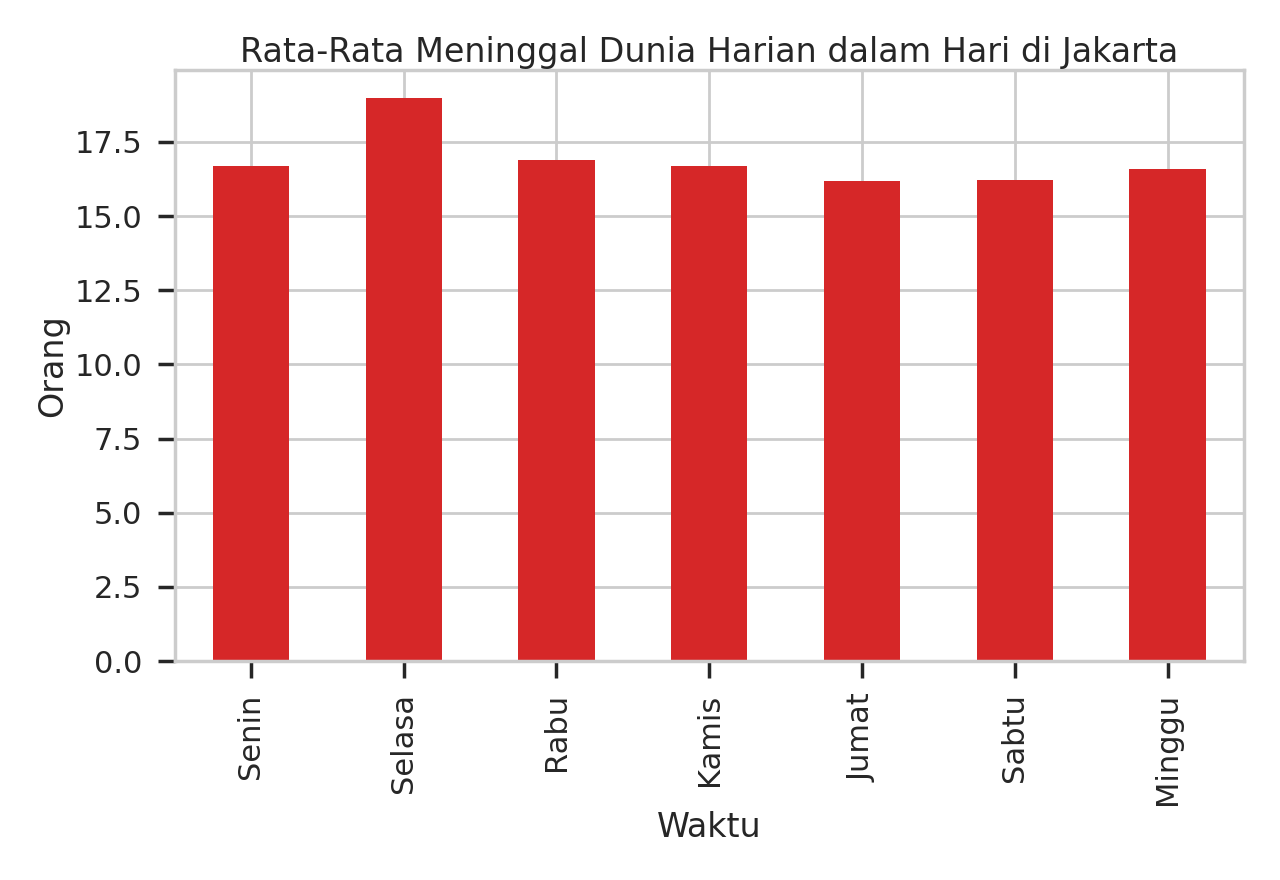 Rata-Rata Meninggal Dunia Harian dalam Hari di Jakarta
17.5
15.0
12.5
10.0
7.5
5.0
2.5
0.0
Orang
Senin
Selasa
Rabu
Kamis
Jumat
Sabtu
Minggu
Waktu